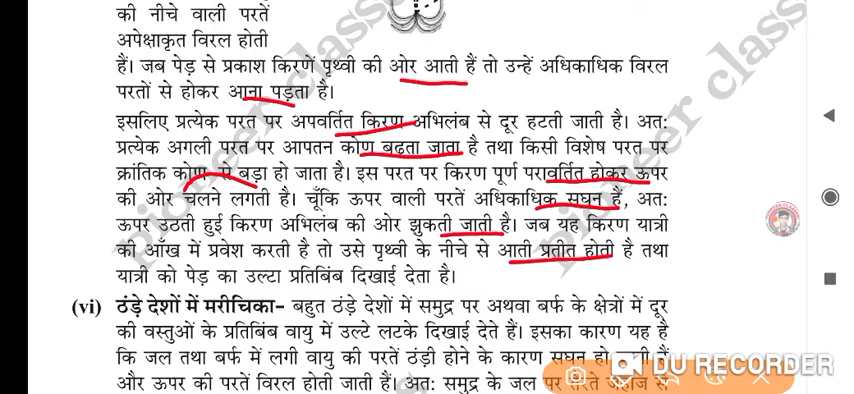 की नीचे वाली परतें
अपेक्षाकृत विरल होती
हैं। जब पेड़ से प्रकाश किरणें पृथ्वी की ओर आती हैं तो उन्हें अधिकाधिक विरल
परतों से होकर आना पड़ता है।
इसलिए प्रत्येक परत पर अपवर्तित किरण अभिलंब से दूर हटती जाती है। अतः
प्रत्येक अगली परत पर आपतन कोण बढ़ता जाता है तथा किसी विशेष परत पर
क्रांतिक कोण से बड़ा हो जाता है। इस परत पर किरण पूर्ण परावर्तित होकर ऊपर
की ओर चलने लगती है। चूँकि ऊपर वाली परतें अधिकाधिक सघन हैं, अतः
ऊपर उठती हुई किरण अभिलंब की ओर झुकती जाती है। जब यह किरण यात्री
की आँख में प्रवेश करती है तो उसे पृथ्वी के नीचे से आती प्रतीत होती है तथा
यात्री को पेड़ का उल्टा प्रतिबिंब दिखाई देता है।
(vi) ठंड़े देशों में मरीचिका- बहुत ठंड़े देशों में समुद्र पर अथवा बर्फ के क्षेत्रों में दूर
की वस्तुओं के प्रतिबिंब वायु में उल्टे लटके दिखाई देते हैं। इसका कारण यह है
कि जल तथा बर्फ में लगी वायु की परतें ठंड़ी होने के कारण सघन हो
और ऊपर की परतें विरल होती जाती हैं। अतः समुद्र के जल पर तैरते जहाज से
DU RECORDER
pioneer classes